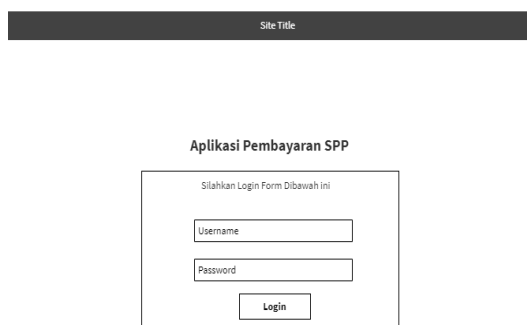 Site Title
Aplikasi Pembayaran SPP
Silahkan Login Form Dibawah ini
Username
Password
Login